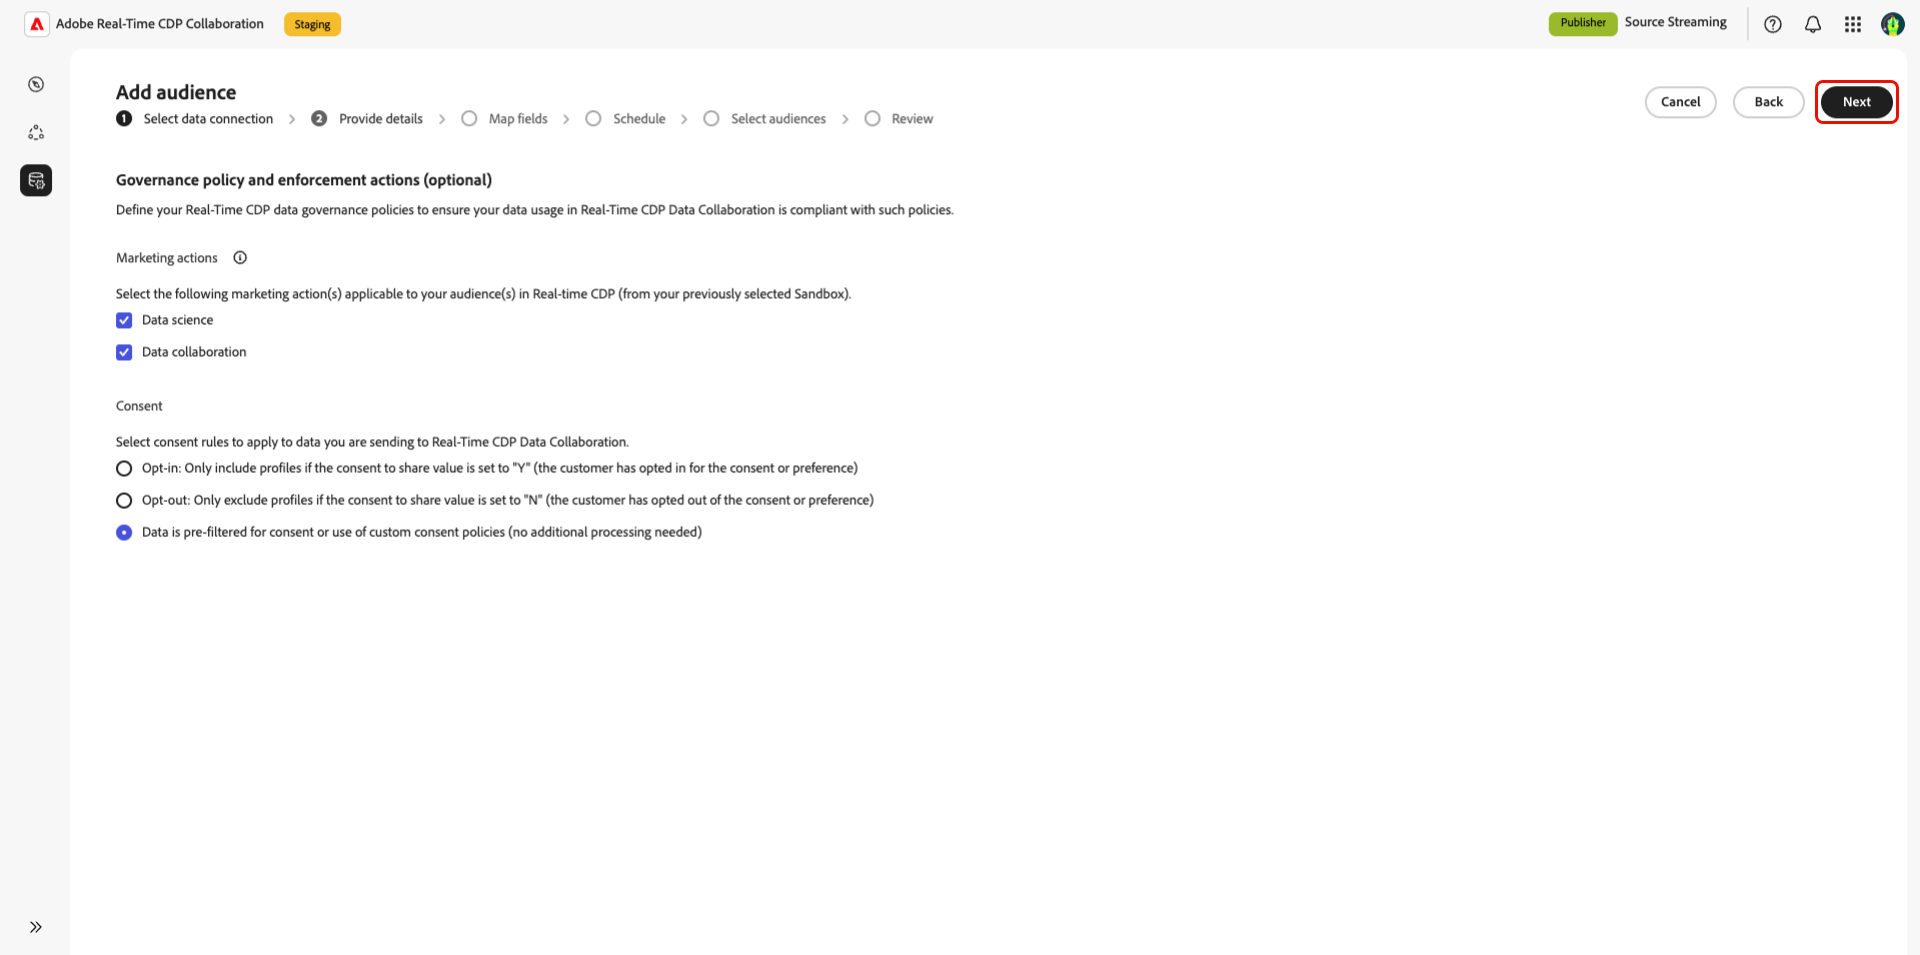 Adobe Real-Time CDP Collaboration Staging Publisher Source Streaming
Add audience
Cancel Back Next
1 Select data connection 2 Provide details Map fields Schedule Select audiences Review
Governance policy and enforcement actions (optional)
Define your Real-Time CDP data governance policies to ensure your data usage in Real-Time CDP Data Collaboration is compliant with such policies.
Marketing actions
Select the following marketing action(s) applicable to your audience(s) in Real-time CDP (from your previously selected Sandbox).
Data science
Data collaboration
Consent
Select consent rules to apply to data you are sending to Real-Time CDP Data Collaboration.
Opt-in: Only include profiles if the consent to share value is set to "Y" (the customer has opted in for the consent or preference)
Opt-out: Only exclude profiles if the consent to share value is set to "N" (the customer has opted out of the consent or preference)
Data is pre-filtered for consent or use of custom consent policies (no additional processing needed)